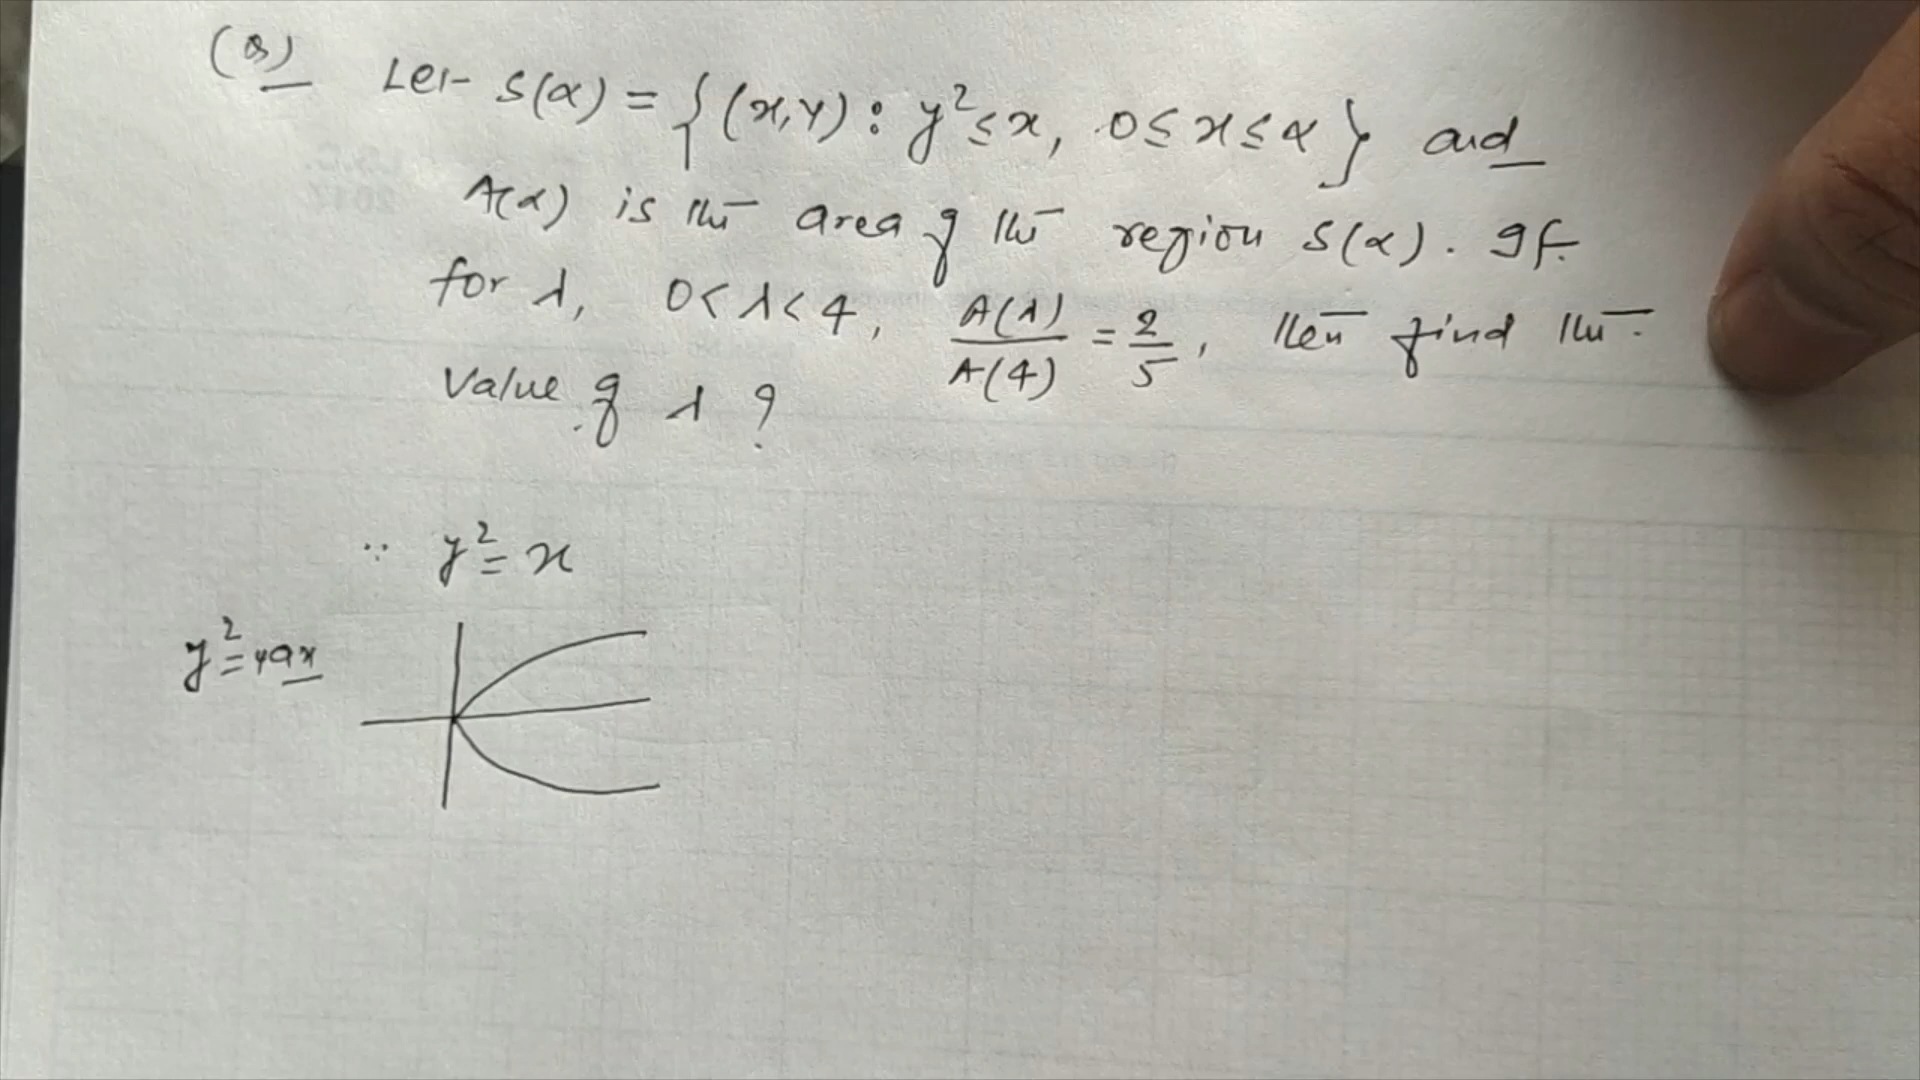 (Q) Let S(α) = {(x,y) : y² ≤ x, 0 ≤ x ≤ α} and
A(α) is the area of the region S(α). If
for λ, 0 < λ < 4, A(λ)/A(4) = 2/5, then find the
value of λ ?
∵ y² = x
y² = 4ax